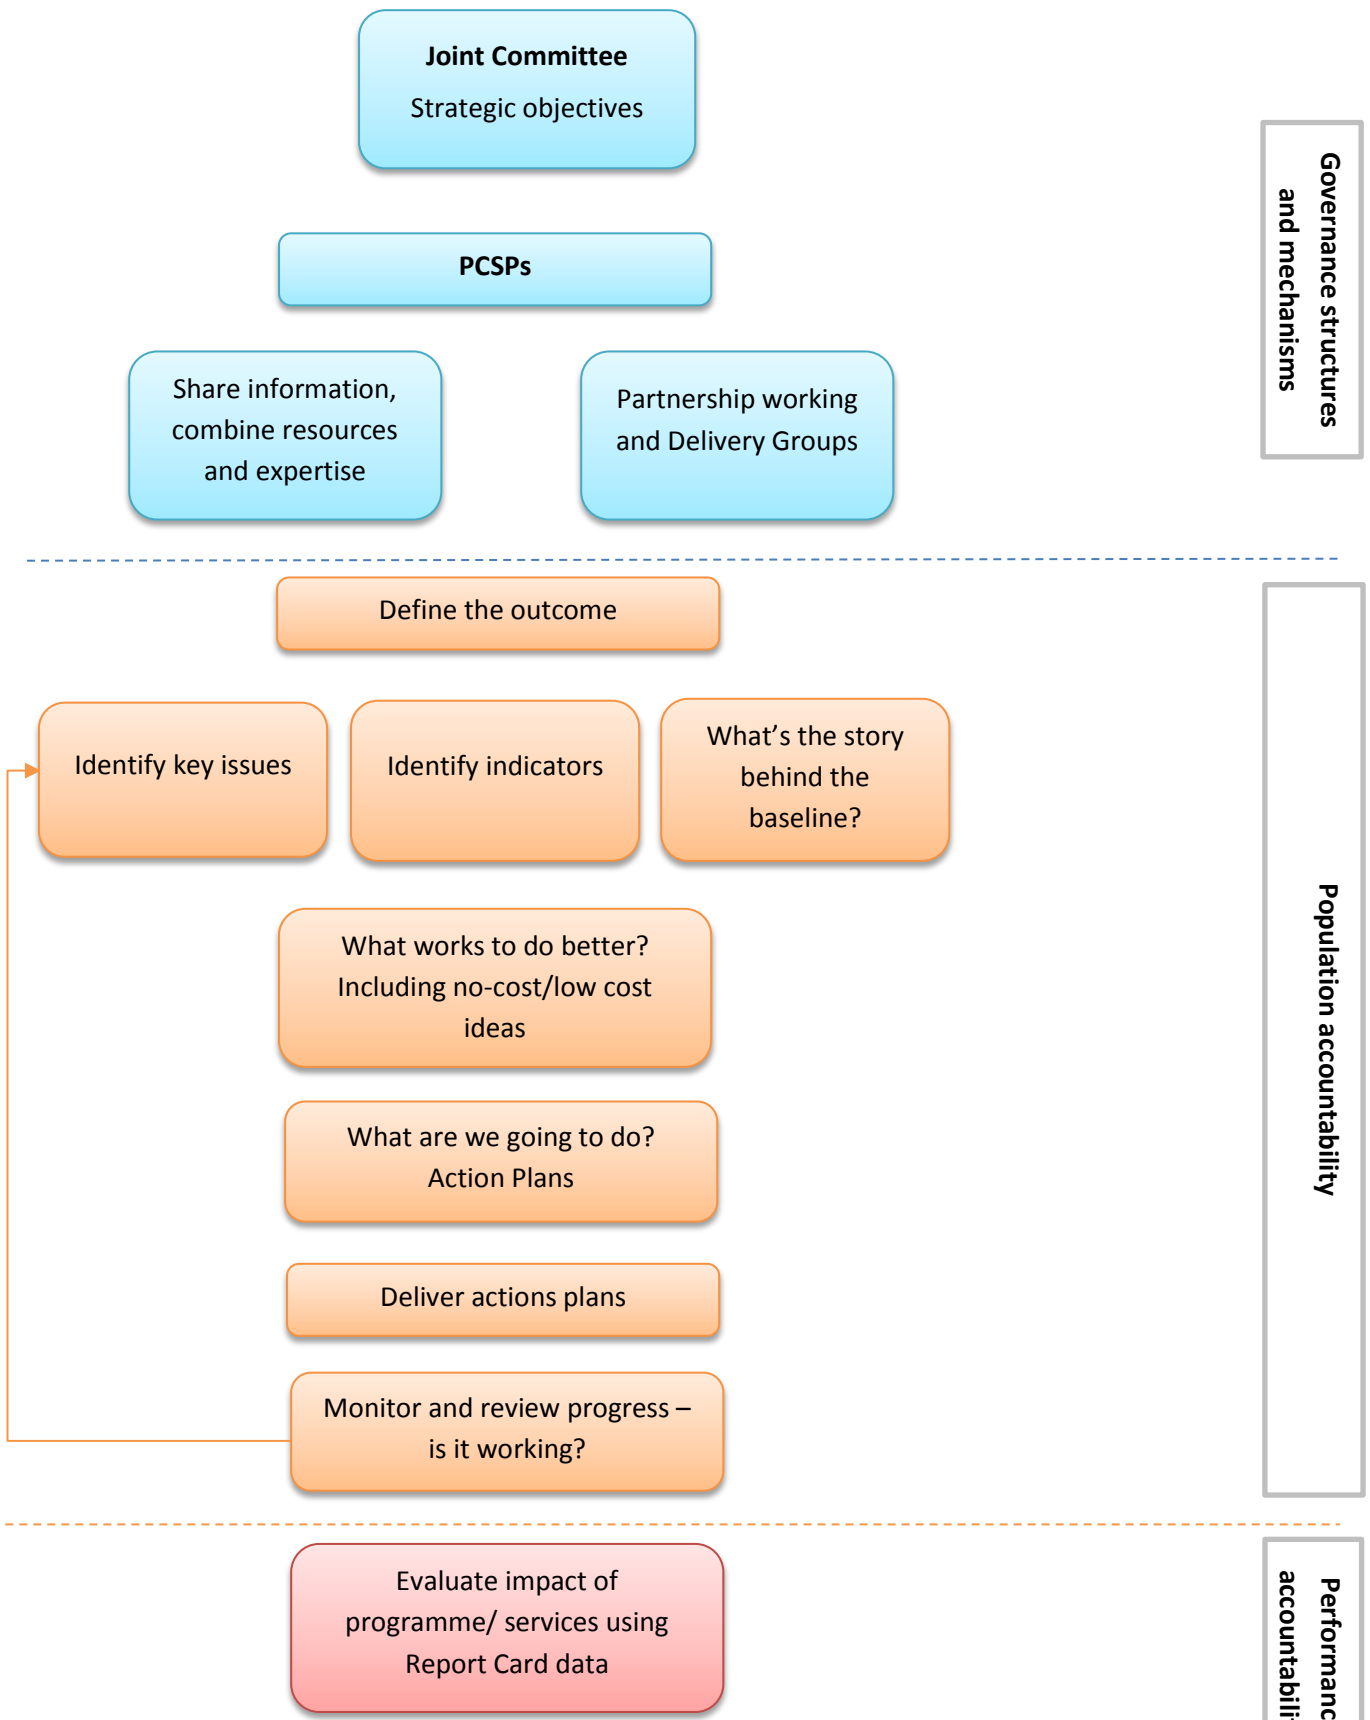 Joint Committee
Strategic objectives
PCSPs
Share information,
combine resources
and expertise
Partnership working
and Delivery Groups
Governance structures
and mechanisms
Define the outcome
Identify key issues
Identify indicators
What’s the story
behind the
baseline?
What works to do better?
Including no-cost/low cost
ideas
What are we going to do?
Action Plans
Deliver actions plans
Monitor and review progress –
is it working?
Population accountability
Evaluate impact of
programme/ services using
Report Card data
Performanc
accountabilit